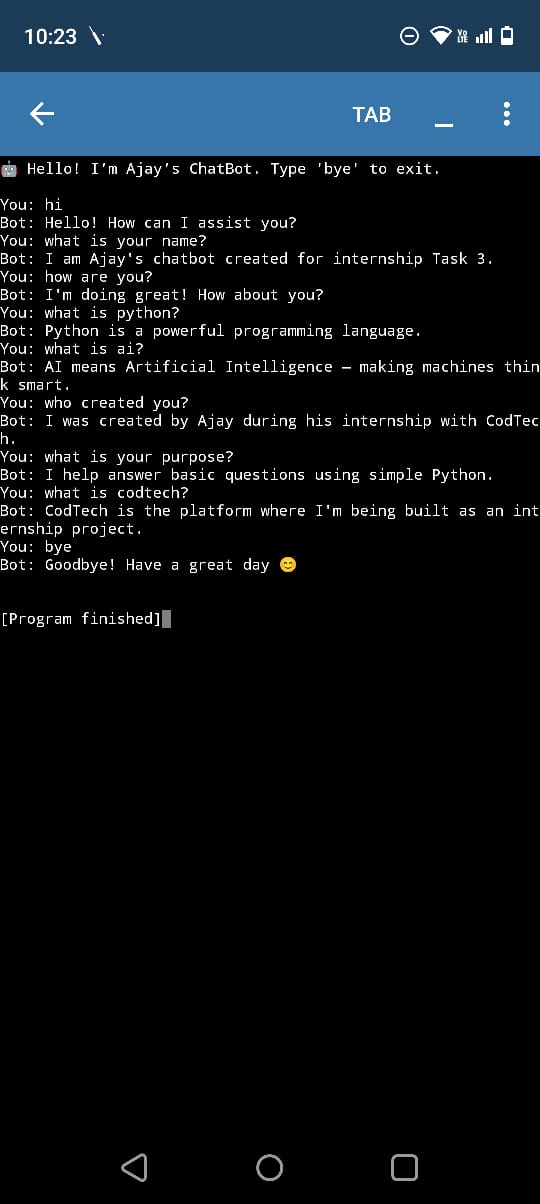 10:23
Vo
LTE
TAB
_
🤖 Hello! I’m Ajay’s ChatBot. Type 'bye' to exit.
You: hi
Bot: Hello! How can I assist you?
You: what is your name?
Bot: I am Ajay's chatbot created for internship Task 3.
You: how are you?
Bot: I'm doing great! How about you?
You: what is python?
Bot: Python is a powerful programming language.
You: what is ai?
Bot: AI means Artificial Intelligence — making machines thin
k smart.
You: who created you?
Bot: I was created by Ajay during his internship with CodTec
h.
You: what is your purpose?
Bot: I help answer basic questions using simple Python.
You: what is codtech?
Bot: CodTech is the platform where I'm being built as an int
ernship project.
You: bye
Bot: Goodbye! Have a great day 😊
[Program finished]